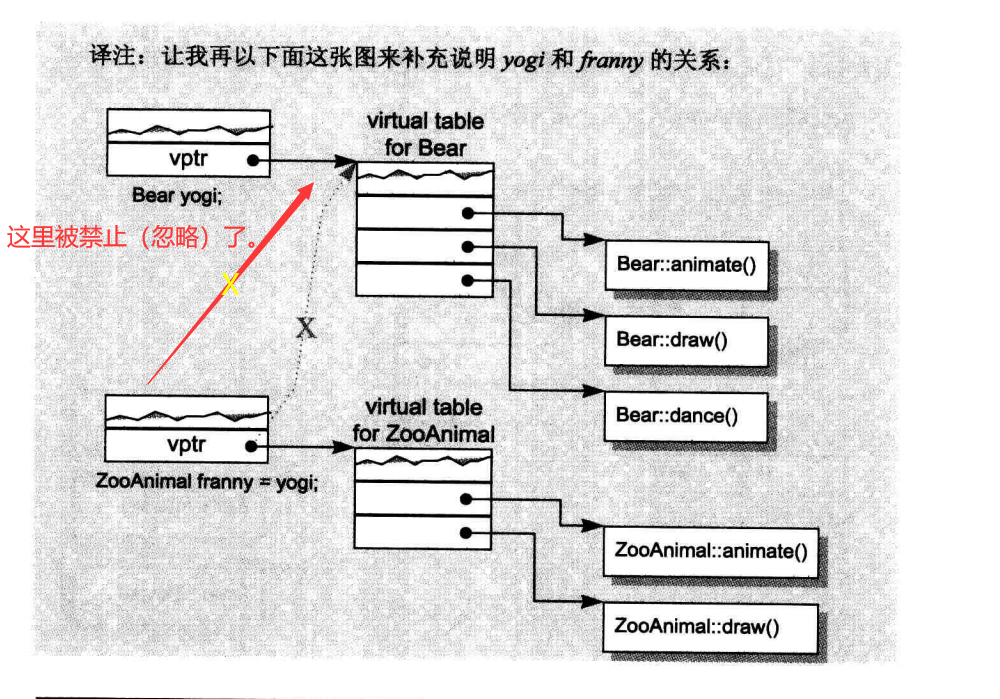 译注：让我再以下面这张图来补充说明 yogi 和 franny 的关系：
virtual table
for Bear
vptr
Bear yogi;
这里被禁止（忽略）了。
X
Bear::animate()
Bear::draw()
X
Bear::dance()
virtual table
for ZooAnimal
vptr
ZooAnimal franny = yogi;
ZooAnimal::animate()
ZooAnimal::draw()